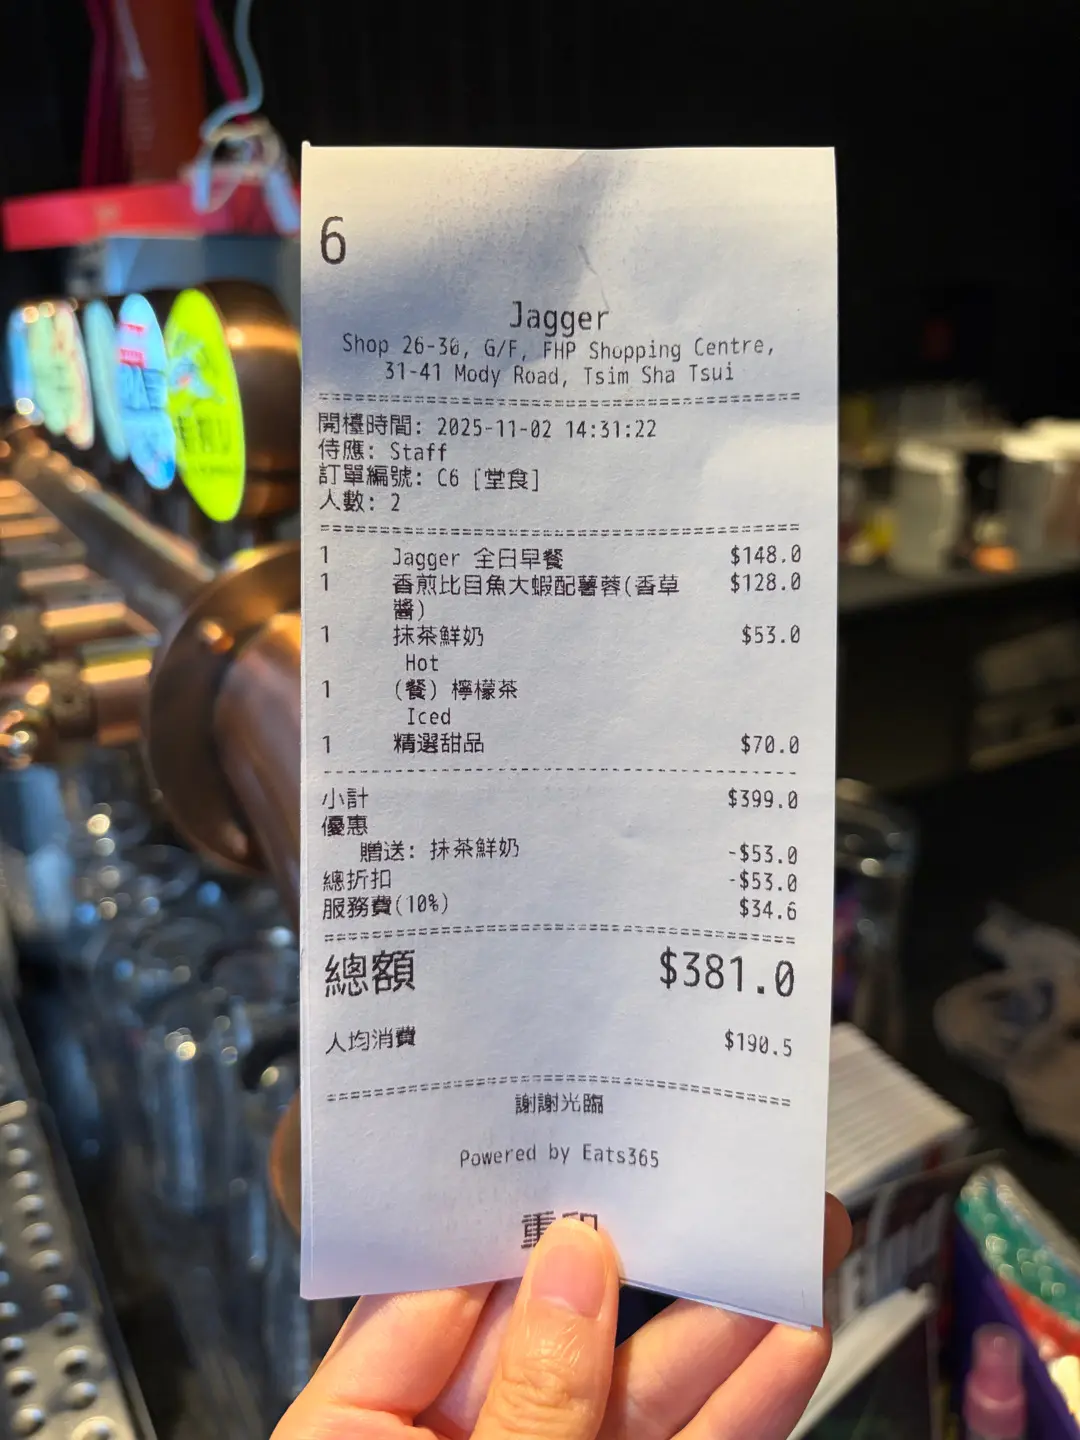 6
Jagger
Shop 26-30, G/F, FHP Shopping Centre,
31-41 Mody Road, Tsim Sha Tsui
開檯時間: 2025-11-02 14:31:22
侍應: Staff
訂單編號: C6 [堂食]
人數: 2
1 Jagger 全日早餐 $148.0
1 香煎比目魚大蝦配薯蓉(香草 $128.0
醬)
1 抹茶鮮奶 $53.0
Hot
1 (餐) 檸檬茶
Iced
1 精選甜品 $70.0
小計 $399.0
優惠
贈送: 抹茶鮮奶 -$53.0
總折扣 -$53.0
服務費(10%) $34.6
總額 $381.0
人均消費 $190.5
謝謝光臨
Powered by Eats365
重印